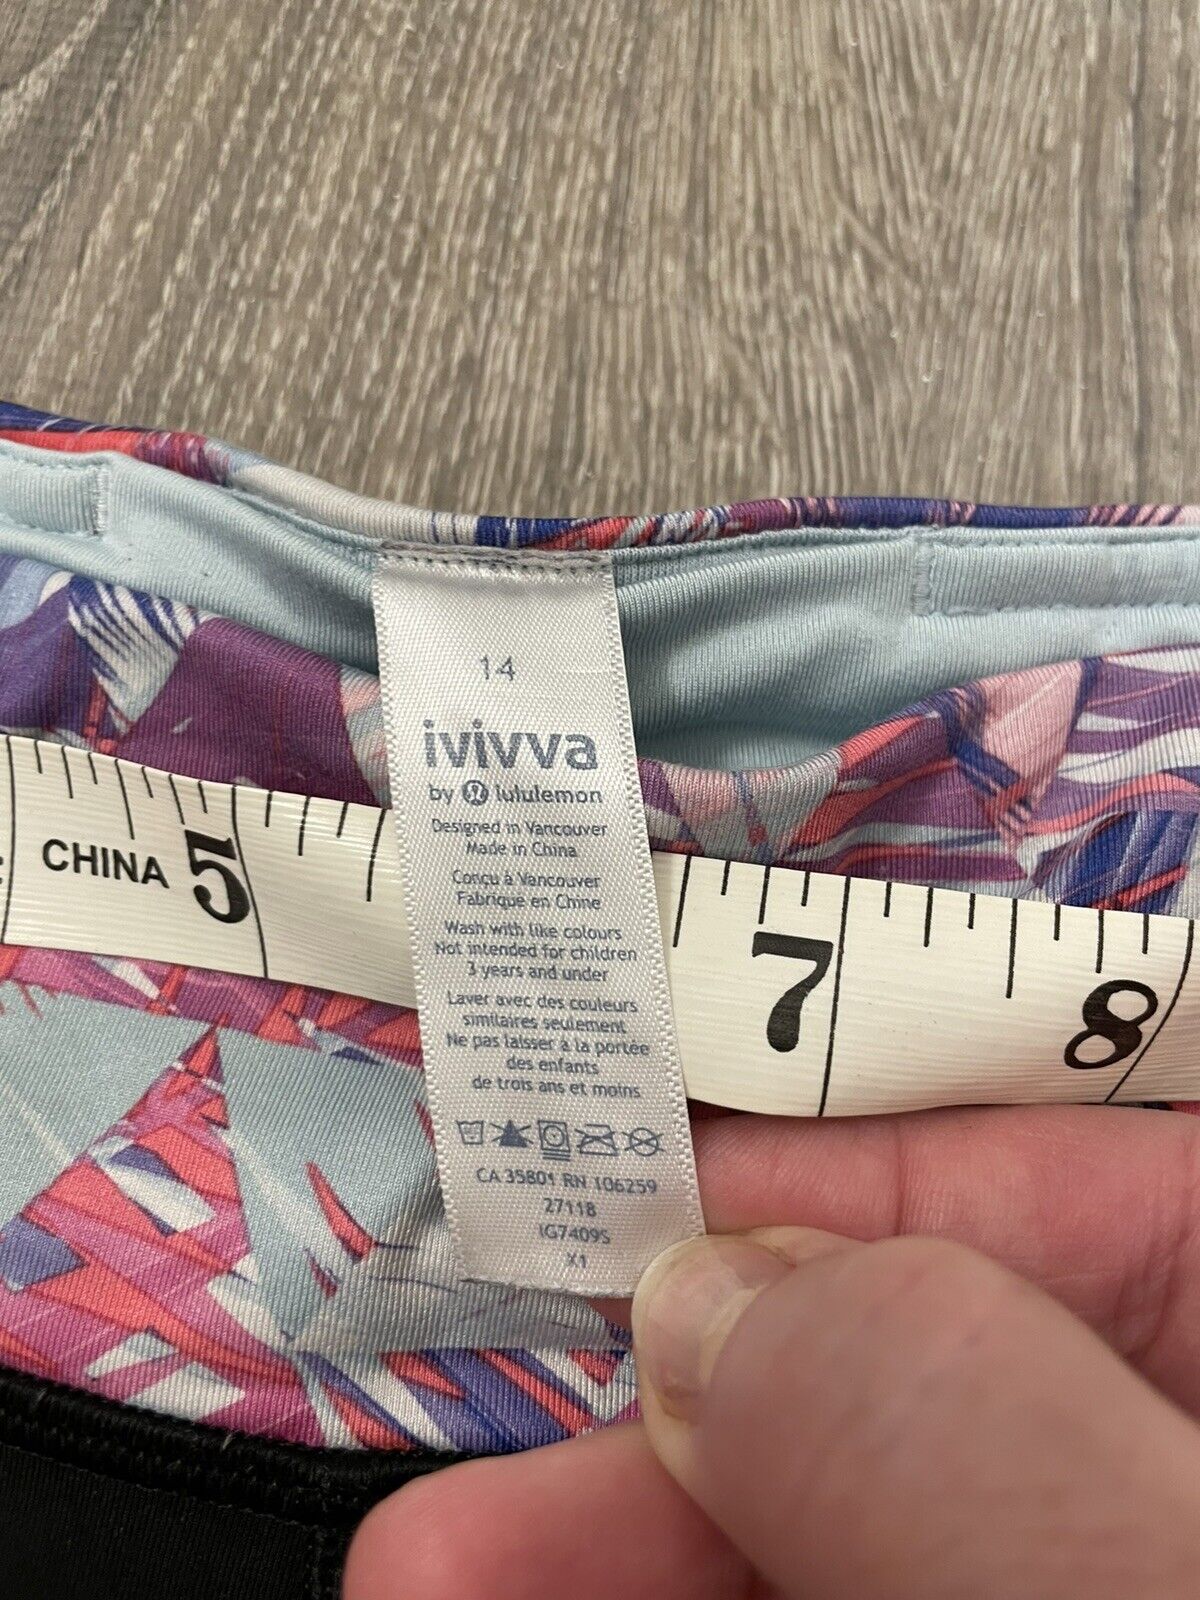 14
ivivva
by lululemon
Designed in Vancouver
Made in China
Conçu à Vancouver
Fabrique en Chine
Wash with like colours
Not intended for children
3 years and under
Laver avec des couleurs
similaires seulement
Ne pas laisser a la portée
des enfants
de trois ans et moins
CA 35801 RN 106259
27118
IG7409S
X1
CHINA 5
7
8